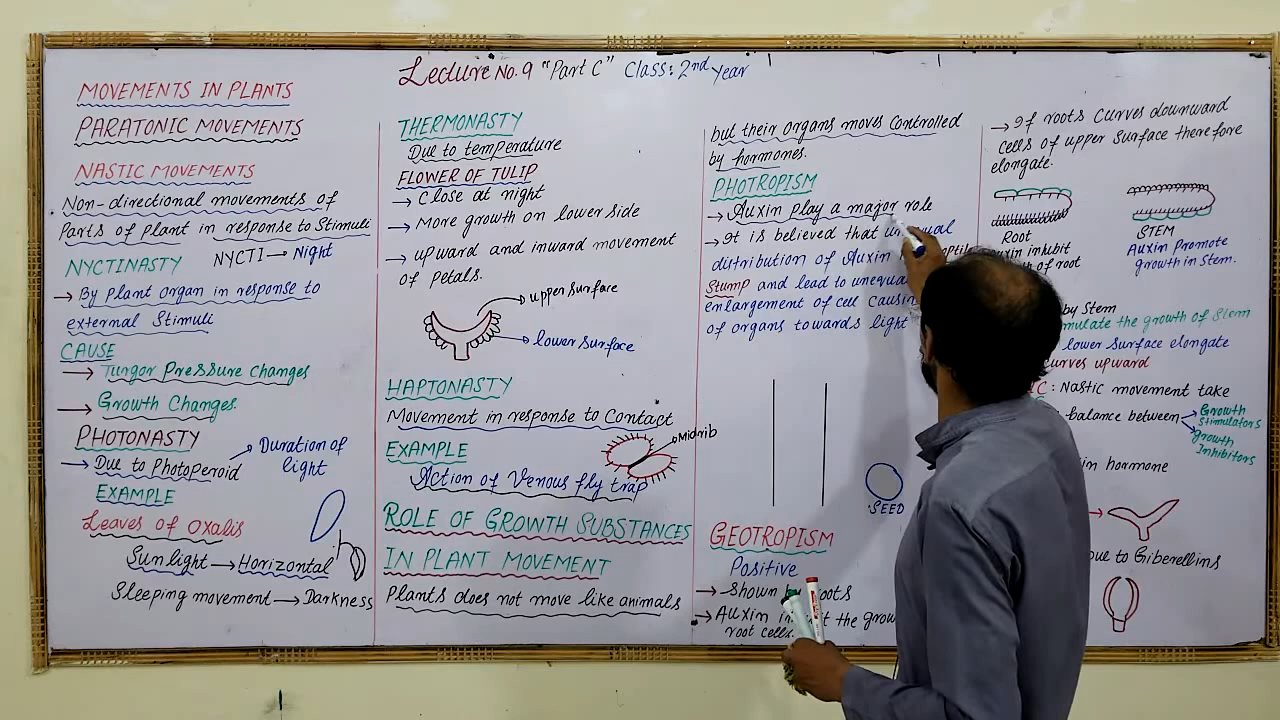 Lecture No. 9 "Part C" Class: 2nd Year
MOVEMENTS IN PLANTS
PARATONIC MOVEMENTS
NASTIC MOVEMENTS
Non-directional movements of
Parts of plant in response to Stimuli
NYCTINASTY NYCTI → Night
→ By plant organ in response to
external Stimuli
CAUSE
→ Turgor Pressure changes
→ Growth Changes.
PHOTONASTY
→ Due to Photoperoid → Duration of
light
EXAMPLE
Leaves of Oxalis
Sunlight → Horizontal
Sleeping movement → Darkness
THERMONASTY
Due to temperature
FLOWER OF TULIP
→ Close at night
→ More growth on lower side
→ upward and inward movement
of petals.
upper surface
lower surface
HAPTONASTY
Movement in response to Contact
EXAMPLE
Midrib
Action of Venous fly trap
ROLE OF GROWTH SUBSTANCES
IN PLANT MOVEMENT
Plants does not move like animals
but their organs moves controlled
by hormones.
PHOTROPISM
→ Auxin play a major role
→ It is believed that
distribution of Auxin
Stump and lead to
enlargement of cell
of organs towards light
SEED
GEOTROPISM
Positive
→ Shown
→ Auxin the
root
→ If roots curves downward
cells of upper surface therefore
elongate.
Root
inhibit
of root
STEM
Auxin Promote
growth in stem.
by Stem
the growth of Stem
lower surface elongate
curves upward
: Nastic movement take
balance between → Growth
Stimulators
→ growth
Inhibitors
hormone
→
Due to Giberellins